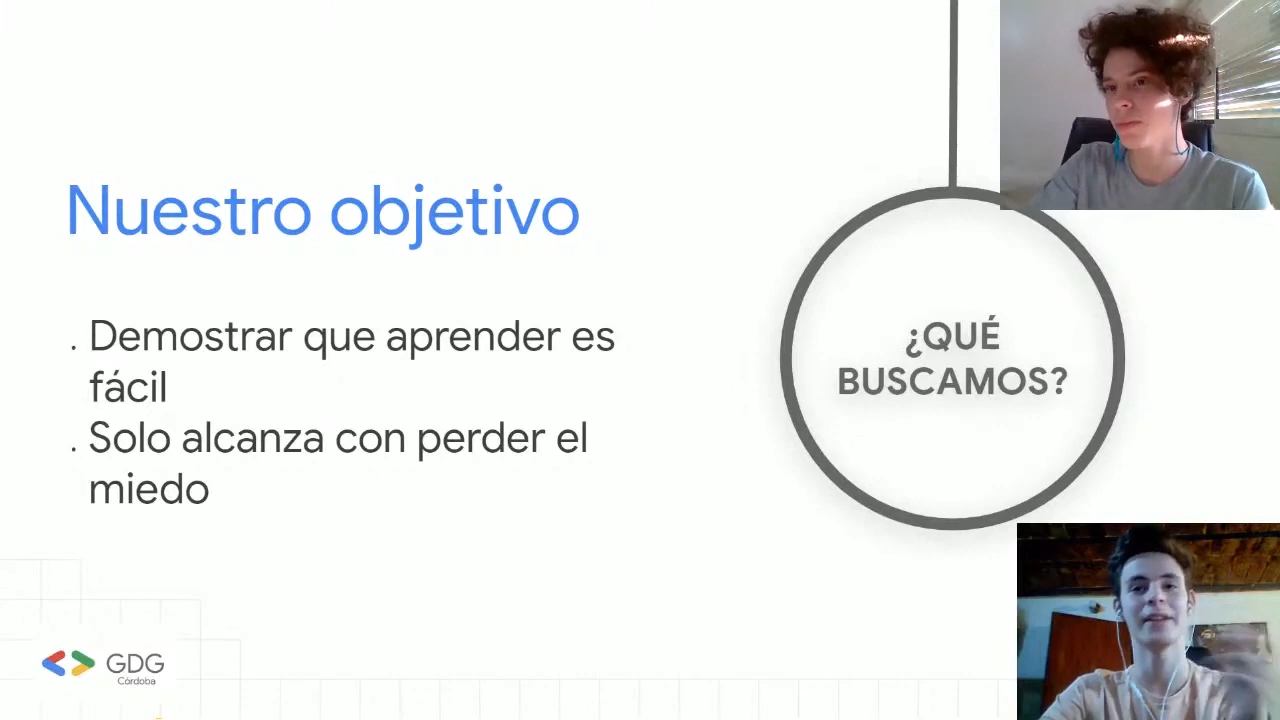 Nuestro objetivo
. Demostrar que aprender es
fácil
. Solo alcanza con perder el
miedo
¿QUÉ
BUSCAMOS?
GDG
Córdoba